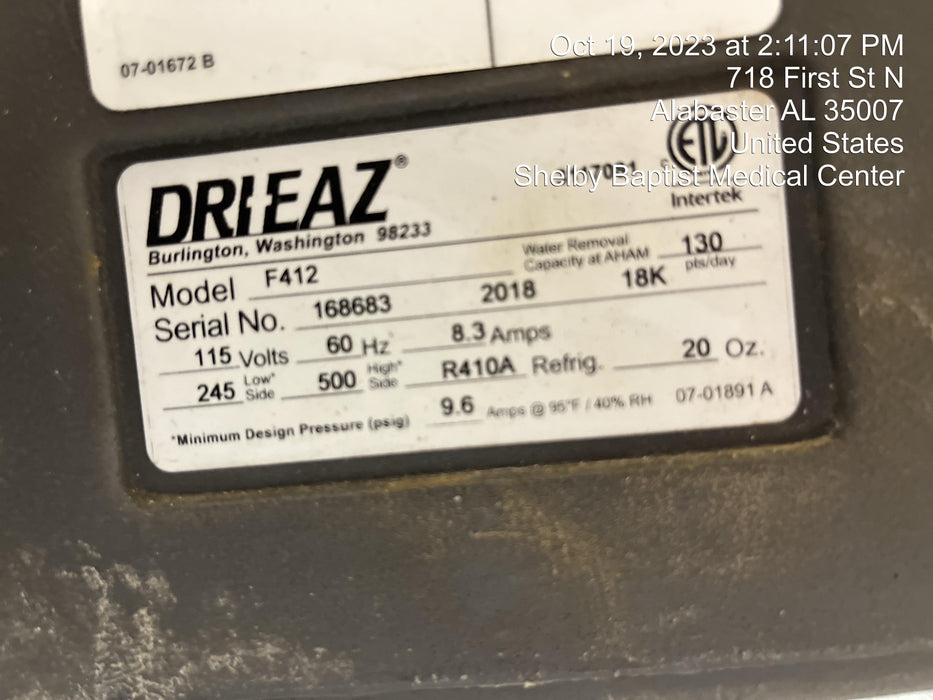 07-01672 B
Oct 19, 2023 at 2:11:07 PM
718 First St N
Alabaster AL 35007
United States
Shelby Baptist Medical Center
DRIEAZ®
Burlington, Washington 98233
ETL
Intertek
Model F412
Water Removal
Capacity at AHAM 130 pts/day
Serial No. 168683 2018 18K
115 Volts 60 Hz 8.3 Amps
245 Low* Side 500 High* Side R410A Refrig. 20 Oz.
*Minimum Design Pressure (psig) 9.6 Amps @ 95°F / 40% RH 07-01891 A